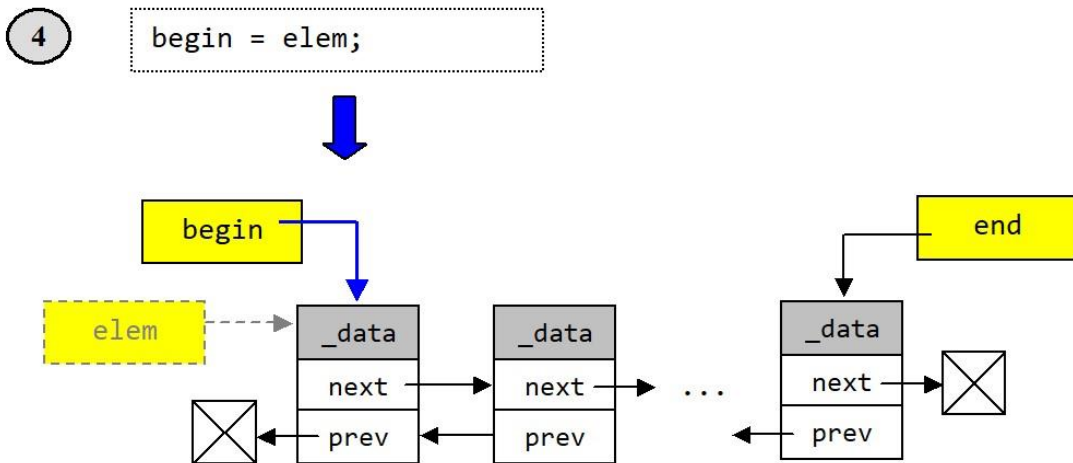 4
begin = elem;
begin
end
elem
_data
_data
_data
next
next
...
next
prev
prev
prev